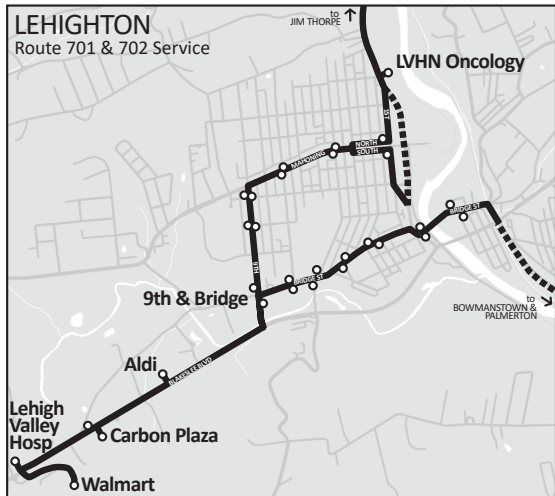 LEHIGHTON
Route 701 & 702 Service
to
JIM THORPE
LVHN Oncology
1ST
NORTH
SOUTH
MAHONING
BRIDGE ST
9TH
BRIDGE ST
9th & Bridge
to
BOWMANSTOWN &
PALMERTON
BLAKESLEE BLVD
Aldi
Lehigh
Valley
Hosp
Carbon Plaza
Walmart